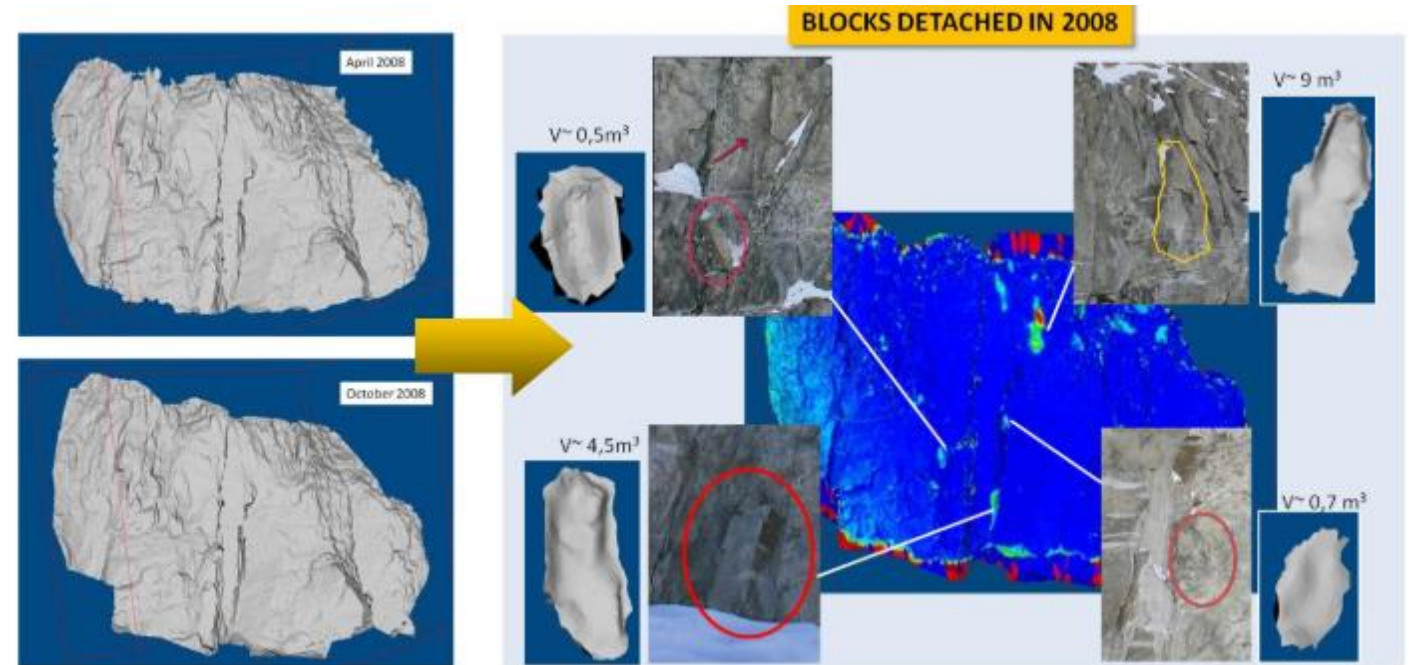 BLOCKS DETACHED IN 2008
April 2008
October 2008
V~ 0,5m³
V~ 9 m³
V~ 4,5m³
V~ 0,7 m³